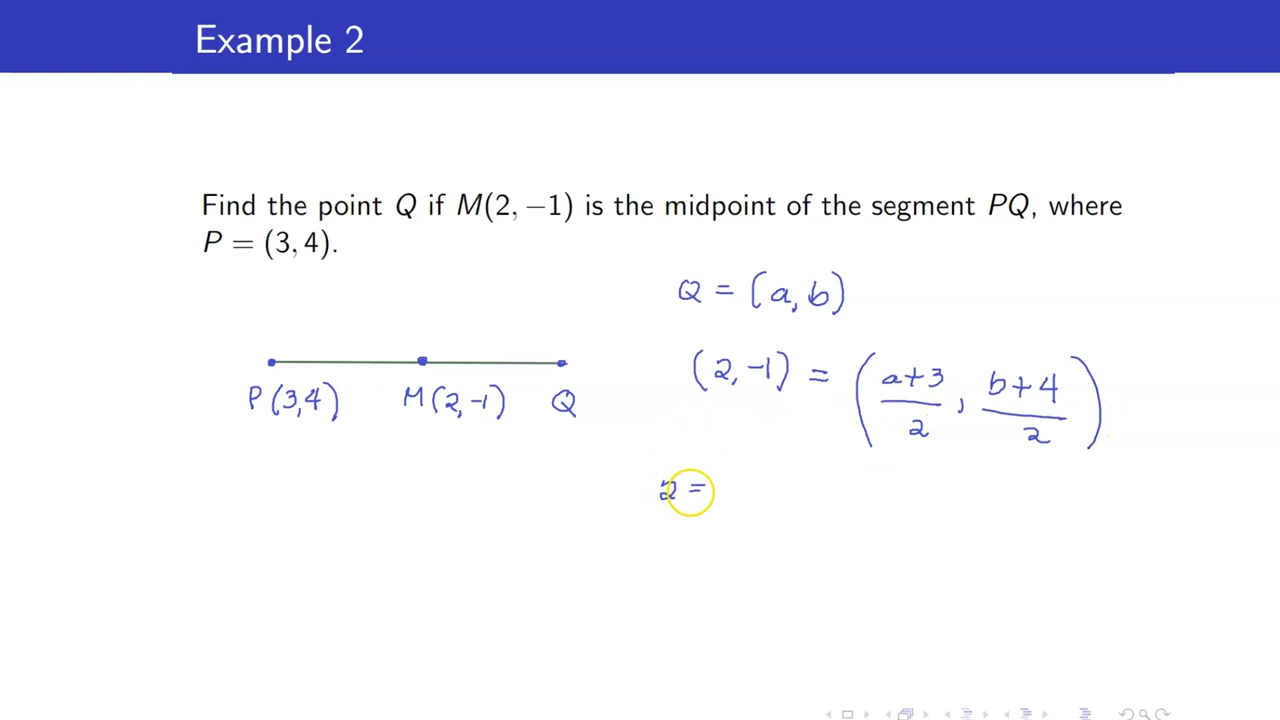 Example 2
Find the point Q if M(2, −1) is the midpoint of the segment PQ, where
P = (3, 4).
Q = (a, b)
(2, -1) = (a+3/2, b+4/2)
P(3,4) M(2,-1) Q
2 =